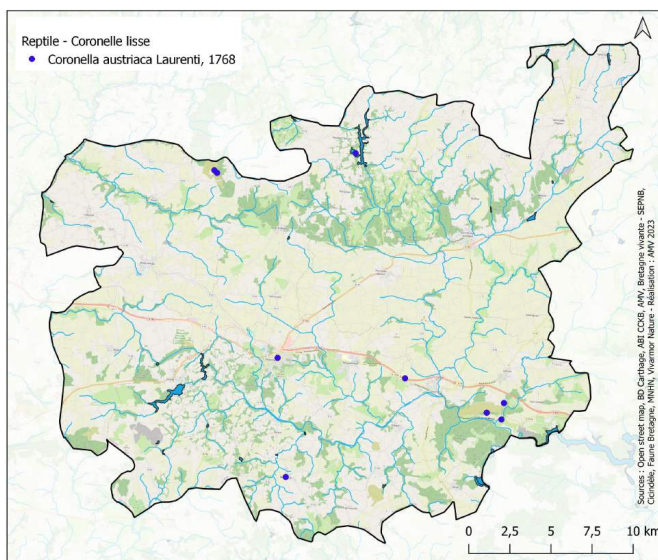 Reptile - Coronelle lisse
Coronella austriaca Laurenti, 1768
Sources : Open street map, BD Carthage, ABI CCKB, AMV, Bretagne vivante - SEPNB,
Cicindèle, Faune Bretagne, MNHN, Vivarmor Nature - Réalisation : AMV 2023
0 2,5 5 7,5 10 km